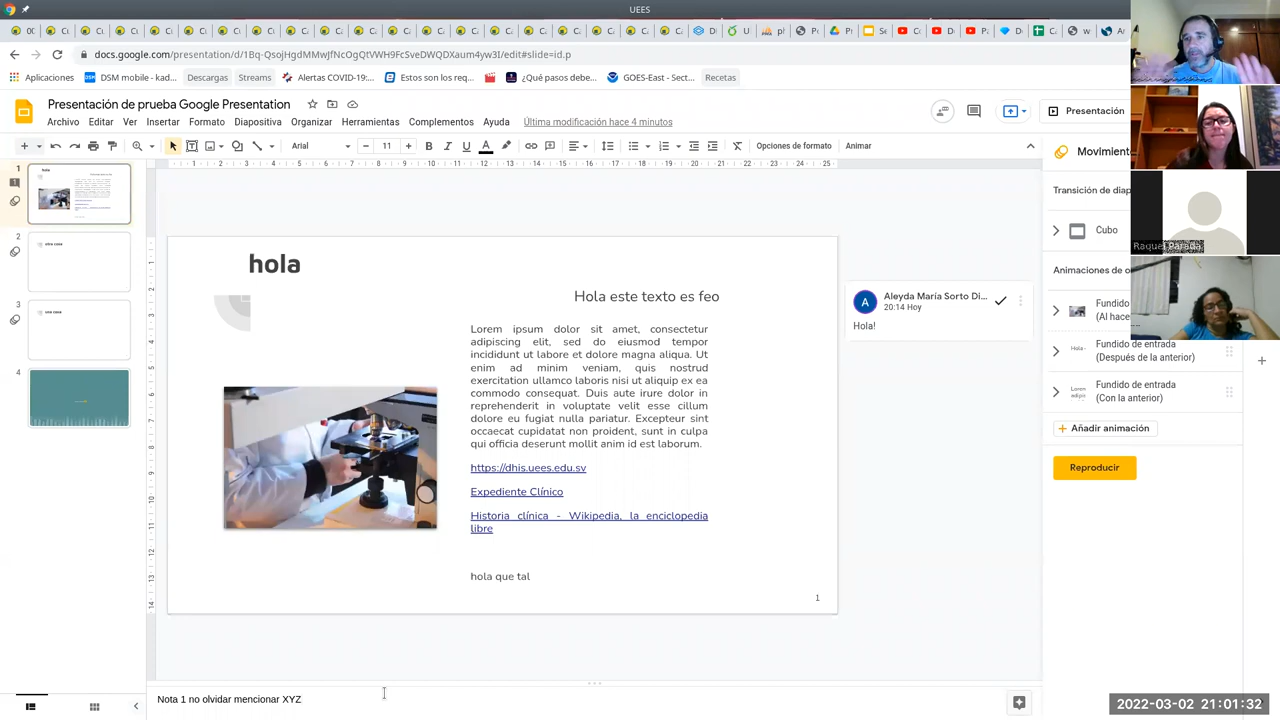 UEES
docs.google.com/presentation/d/1Bq-QsojHgdMMwJfNcOgQtVWH9FcSveDWQDXaum4yw3I/edit#slide=id.p
Aplicaciones
DSM mobile - kad...
Descargas
Streams
Alertas COVID-19:...
Estos son los req...
¿Qué pasos debe...
GOES-East - Sect...
Recetas
Presentación de prueba Google Presentation
Archivo Editar Ver Insertar Formato Diapositiva Organizar Herramientas Complementos Ayuda Última modificación hace 4 minutos
Presentación
Arial
11
Opciones de formato
Animar
1
2
3
4
hola
Hola este texto es feo
Lorem ipsum dolor sit amet, consectetur
adipiscing elit, sed do eiusmod tempor
incididunt ut labore et dolore magna aliqua. Ut
enim ad minim veniam, quis nostrud
exercitation ullamco laboris nisi ut aliquip ex ea
commodo consequat. Duis aute irure dolor in
reprehenderit in voluptate velit esse cillum
dolore eu fugiat nulla pariatur. Excepteur sint
occaecat cupidatat non proident, sunt in culpa
qui officia deserunt mollit anim id est laborum.
https://dhis.uees.edu.sv
Expediente Clínico
Historia clínica - Wikipedia, la enciclopedia
libre
hola que tal
1
Aleyda María Sorto Di...
20:14 Hoy
Hola!
Movimiento
Transición de diap
Cubo
Animaciones de o
Fundido
(Al hace
Fundido de entrada
(Después de la anterior)
Fundido de entrada
(Con la anterior)
Añadir animación
Reproducir
Raquel Parada
Nota 1 no olvidar mencionar XYZ
2022-03-02 21:01:32